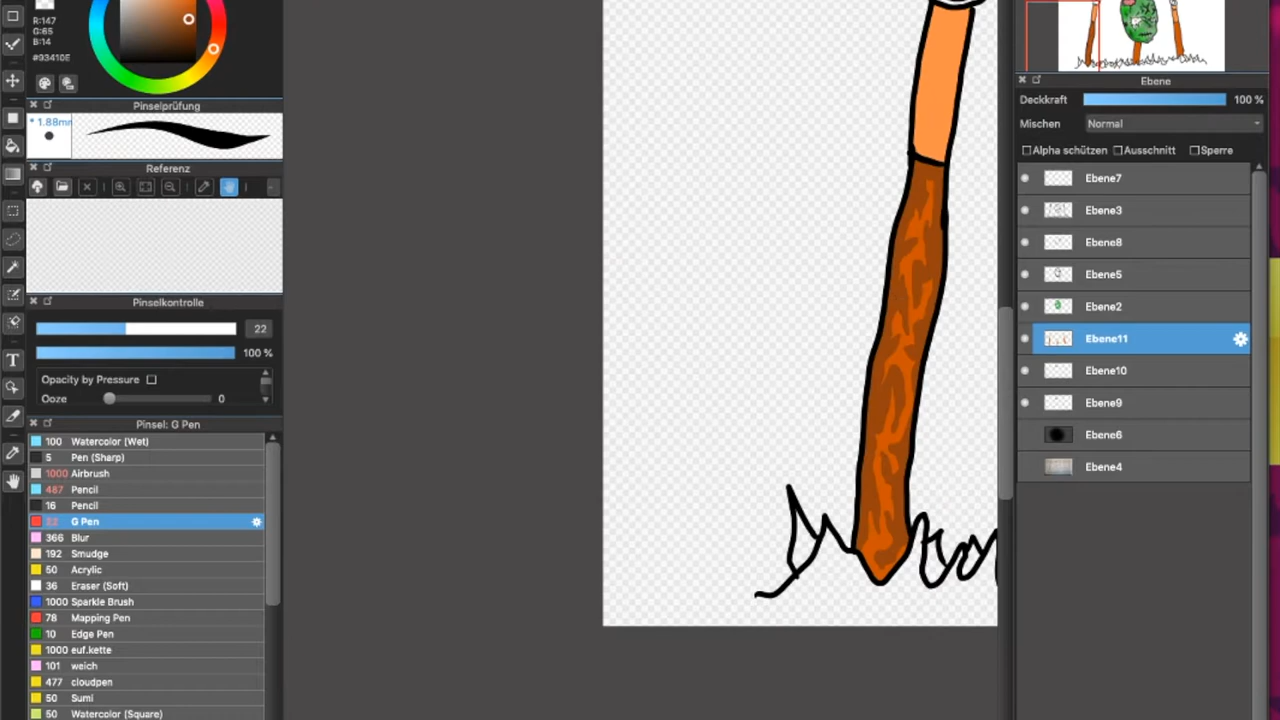 R:147
G:65
B:14
#93410E
Pinselprüfung
* 1.88mm
Referenz
Pinselkontrolle
22
100 %
Opacity by Pressure
Ooze 0
Pinsel: G Pen
100 Watercolor (Wet)
5 Pen (Sharp)
1000 Airbrush
487 Pencil
16 Pencil
22 G Pen
366 Blur
192 Smudge
50 Acrylic
36 Eraser (Soft)
1000 Sparkle Brush
78 Mapping Pen
10 Edge Pen
1000 euf.kette
101 weich
477 cloudpen
50 Sumi
50 Watercolor (Square)
T
Ebene
Deckkraft 100 %
Mischen Normal
Alpha schützen Ausschnitt Sperre
Ebene7
Ebene3
Ebene8
Ebene5
Ebene2
Ebene11
Ebene10
Ebene9
Ebene6
Ebene4